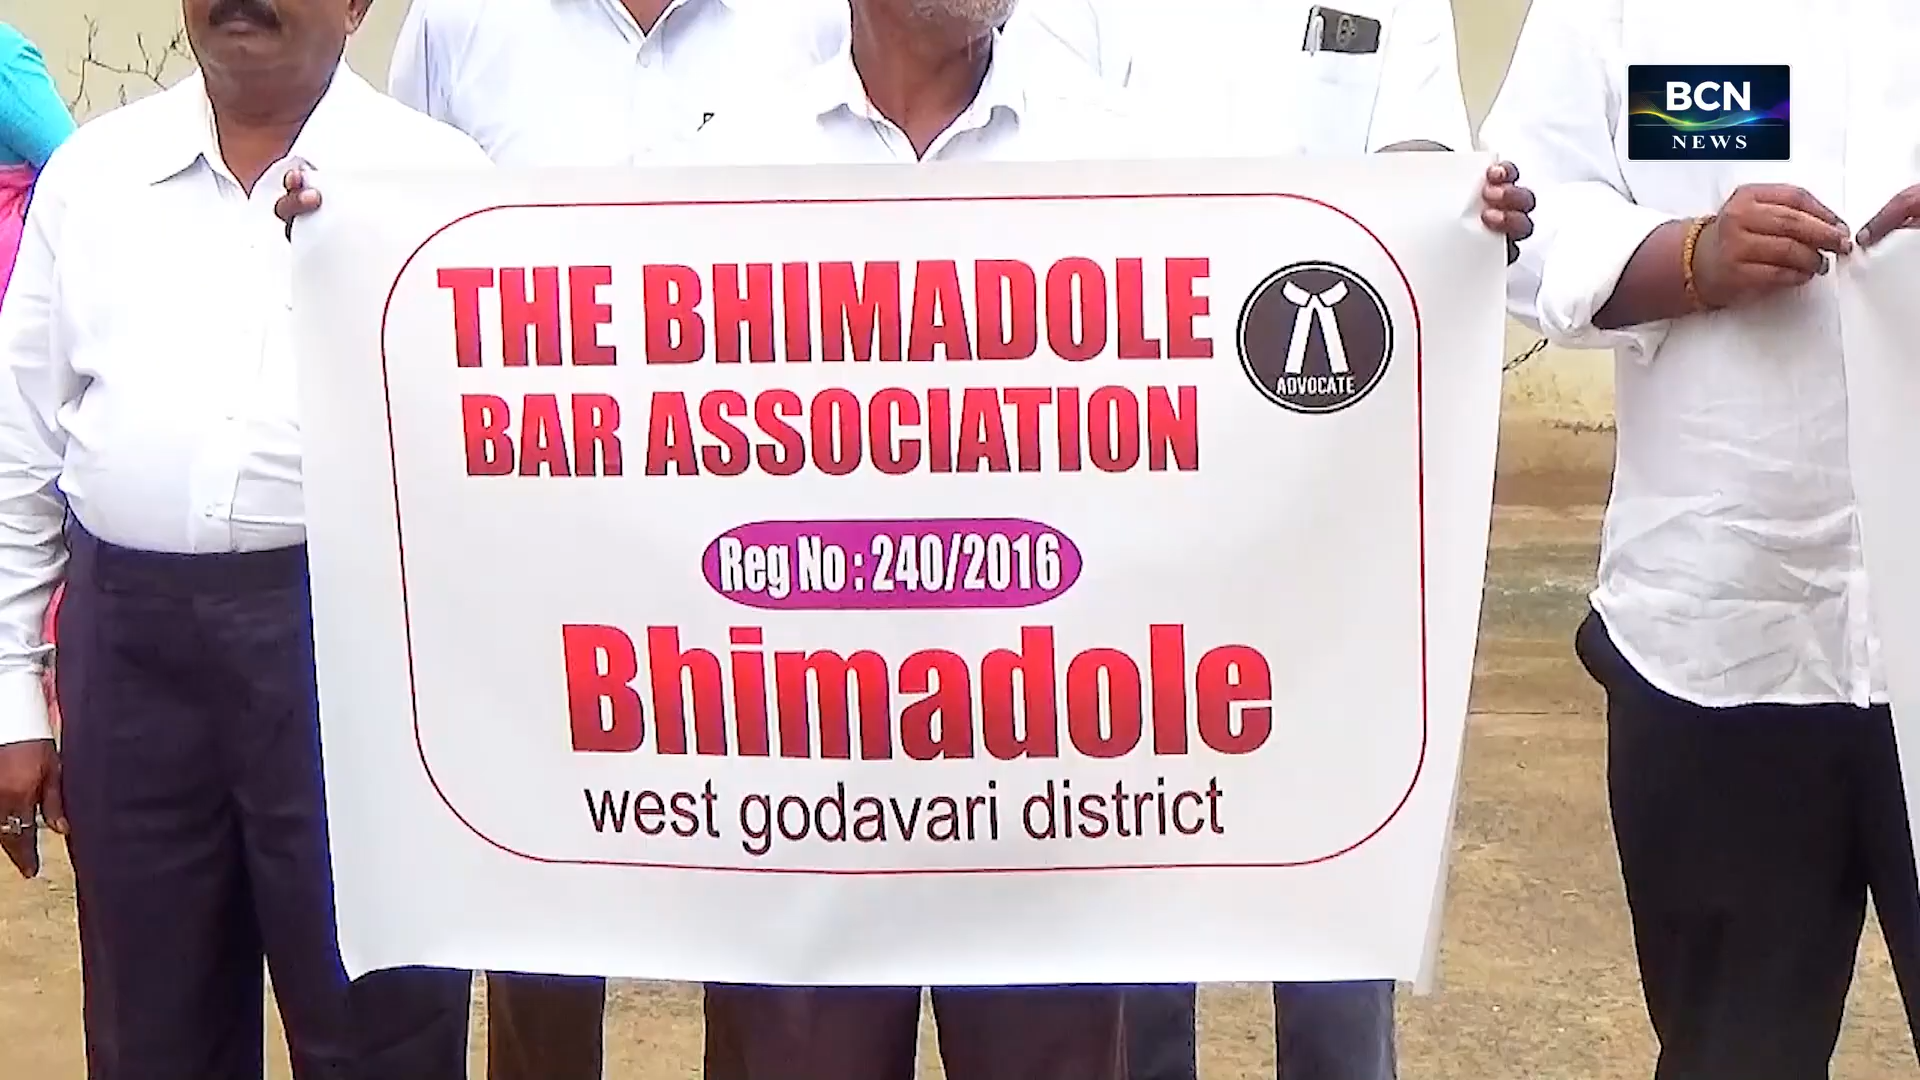 BCN
NEWS
THE BHIMADOLE
BAR ASSOCIATION
ADVOCATE
Reg No : 240/2016
Bhimadole
west godavari district